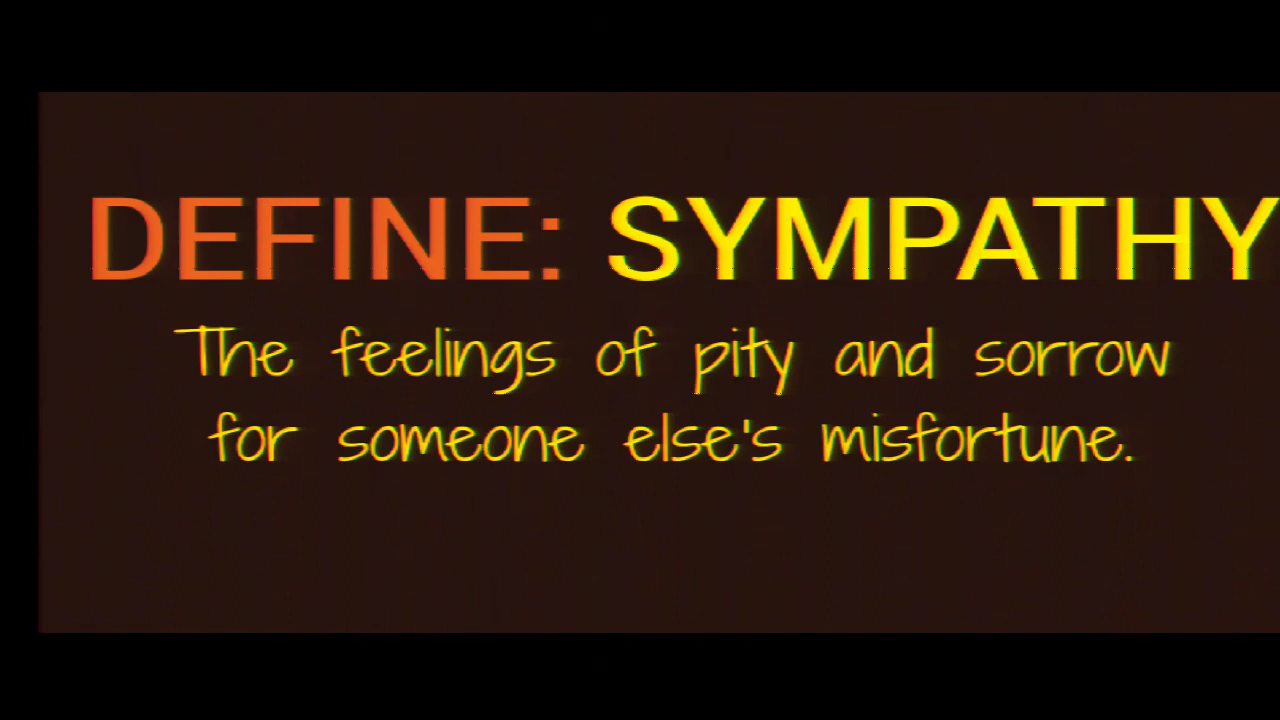 DEFINE: SYMPATHY
The feelings of pity and sorrow
for someone else's misfortune.